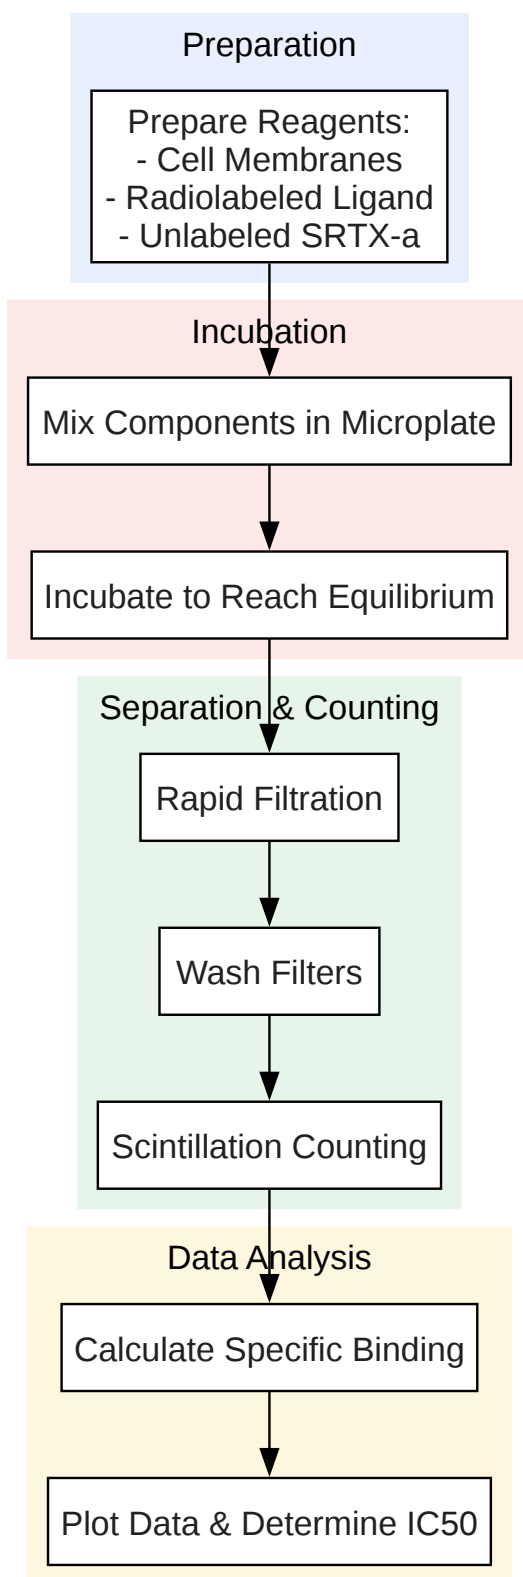 Preparation
Prepare Reagents:
- Cell Membranes
- Radiolabeled Ligand
- Unlabeled SRTX-a
Incubation
Mix Components in Microplate
Incubate to Reach Equilibrium
Separation & Counting
Rapid Filtration
Wash Filters
Scintillation Counting
Data Analysis
Calculate Specific Binding
Plot Data & Determine IC50